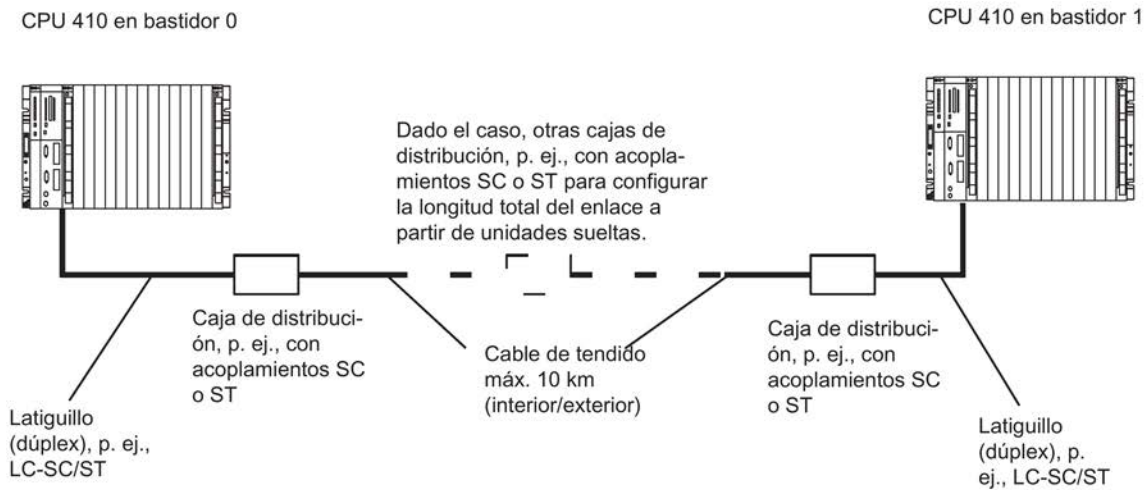 CPU 410 en bastidor 0
CPU 410 en bastidor 1
Dado el caso, otras cajas de
distribución, p. ej., con acopla-
mientos SC o ST para configurar
la longitud total del enlace a
partir de unidades sueltas.
Caja de distribuci-
ón, p. ej., con
acoplamientos SC
o ST
Cable de tendido
máx. 10 km
(interior/exterior)
Caja de distribuci-
ón, p. ej., con
acoplamientos SC
o ST
Latiguillo
(dúplex), p. ej.,
LC-SC/ST
Latiguillo
(dúplex), p.
ej., LC-SC/ST